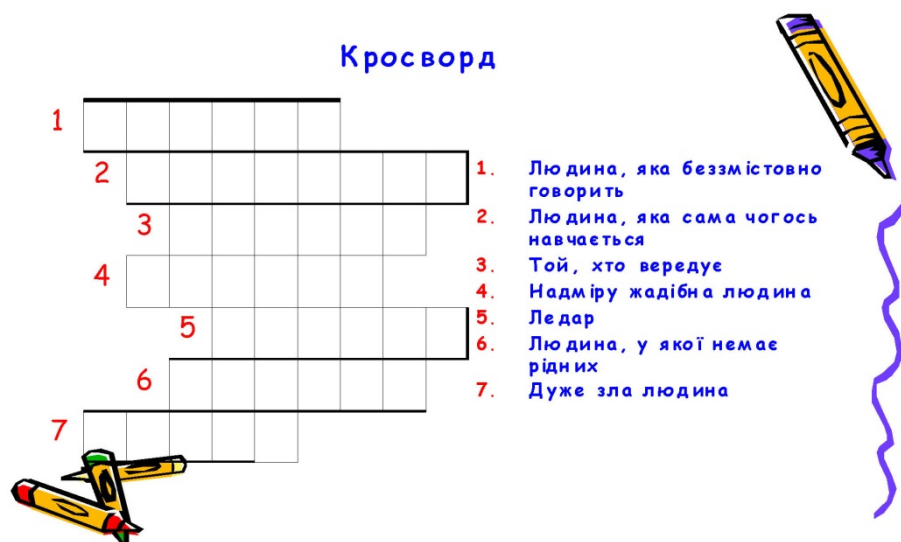 Кросворд
1
2
3
4
5
6
7
1. Людина, яка беззмістовно
говорить
2. Людина, яка сама чогось
навчається
3. Той, хто вередує
4. Надміру жадібна людина
5. Ледар
6. Людина, у якої немає
рідних
7. Дуже зла людина